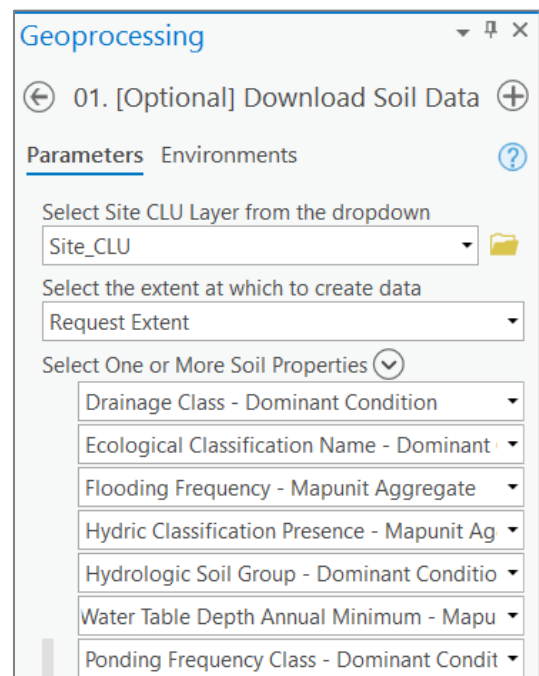 Geoprocessing
01. [Optional] Download Soil Data
Parameters Environments
Select Site CLU Layer from the dropdown
Site_CLU
Select the extent at which to create data
Request Extent
Select One or More Soil Properties
Drainage Class - Dominant Condition
Ecological Classification Name - Dominant
Flooding Frequency - Mapunit Aggregate
Hydric Classification Presence - Mapunit Ag
Hydrologic Soil Group - Dominant Conditio
Water Table Depth Annual Minimum - Mapu
Ponding Frequency Class - Dominant Condit